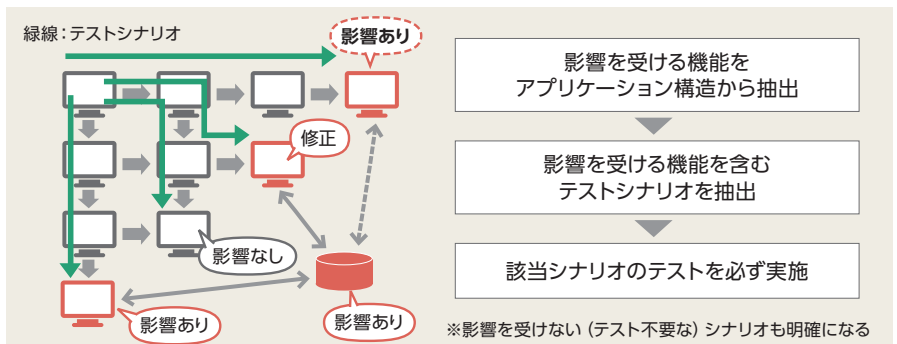 緑線：テストシナリオ
影響あり
修正
影響なし
影響あり
影響あり
影響を受ける機能を
アプリケーション構造から抽出
影響を受ける機能を含む
テストシナリオを抽出
該当シナリオのテストを必ず実施
※影響を受けない（テスト不要な）シナリオも明確になる